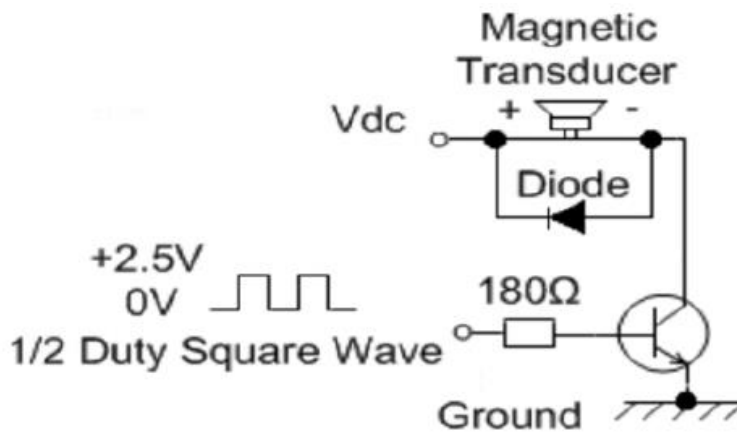 Magnetic
Transducer
Vdc
+ -
Diode
+2.5V
0V
180Ω
1/2 Duty Square Wave
Ground